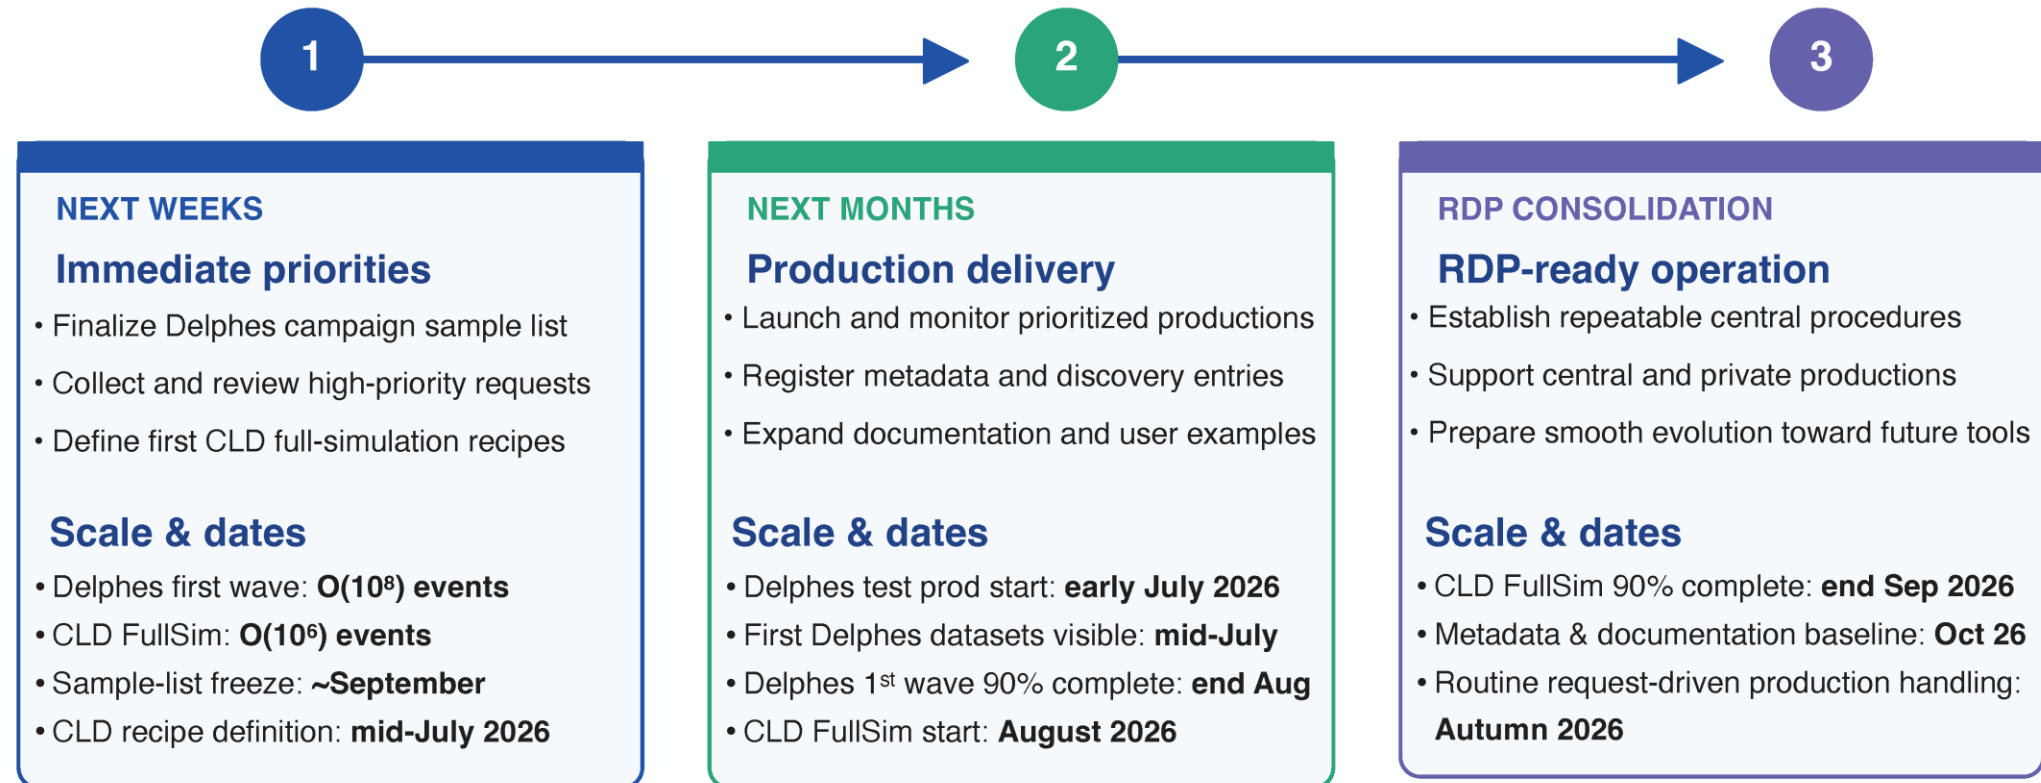 1
2
3
NEXT WEEKS
Immediate priorities
• Finalize Delphes campaign sample list
• Collect and review high-priority requests
• Define first CLD full-simulation recipes
Scale & dates
• Delphes first wave: O(10⁸) events
• CLD FullSim: O(10⁶) events
• Sample-list freeze: ~September
• CLD recipe definition: mid-July 2026
NEXT MONTHS
Production delivery
• Launch and monitor prioritized productions
• Register metadata and discovery entries
• Expand documentation and user examples
Scale & dates
• Delphes test prod start: early July 2026
• First Delphes datasets visible: mid-July
• Delphes 1ˢᵗ wave 90% complete: end Aug
• CLD FullSim start: August 2026
RDP CONSOLIDATION
RDP-ready operation
• Establish repeatable central procedures
• Support central and private productions
• Prepare smooth evolution toward future tools
Scale & dates
• CLD FullSim 90% complete: end Sep 2026
• Metadata & documentation baseline: Oct 26
• Routine request-driven production handling:
Autumn 2026